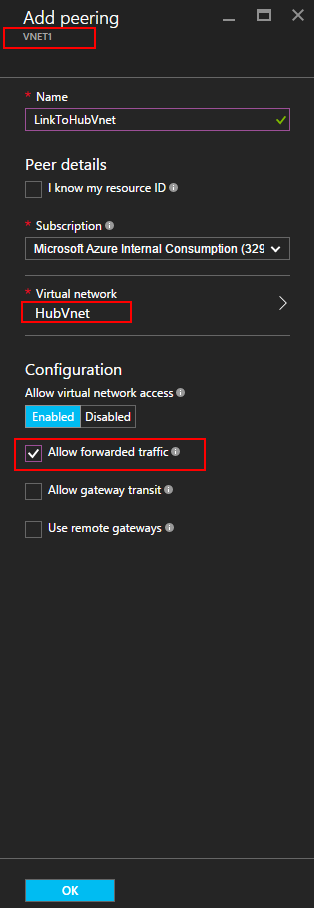 Add peering
VNET1
* Name
LinkToHubVnet
Peer details
I know my resource ID
* Subscription
Microsoft Azure Internal Consumption (329
* Virtual network
HubVnet
Configuration
Allow virtual network access
Enabled Disabled
Allow forwarded traffic
Allow gateway transit
Use remote gateways
OK